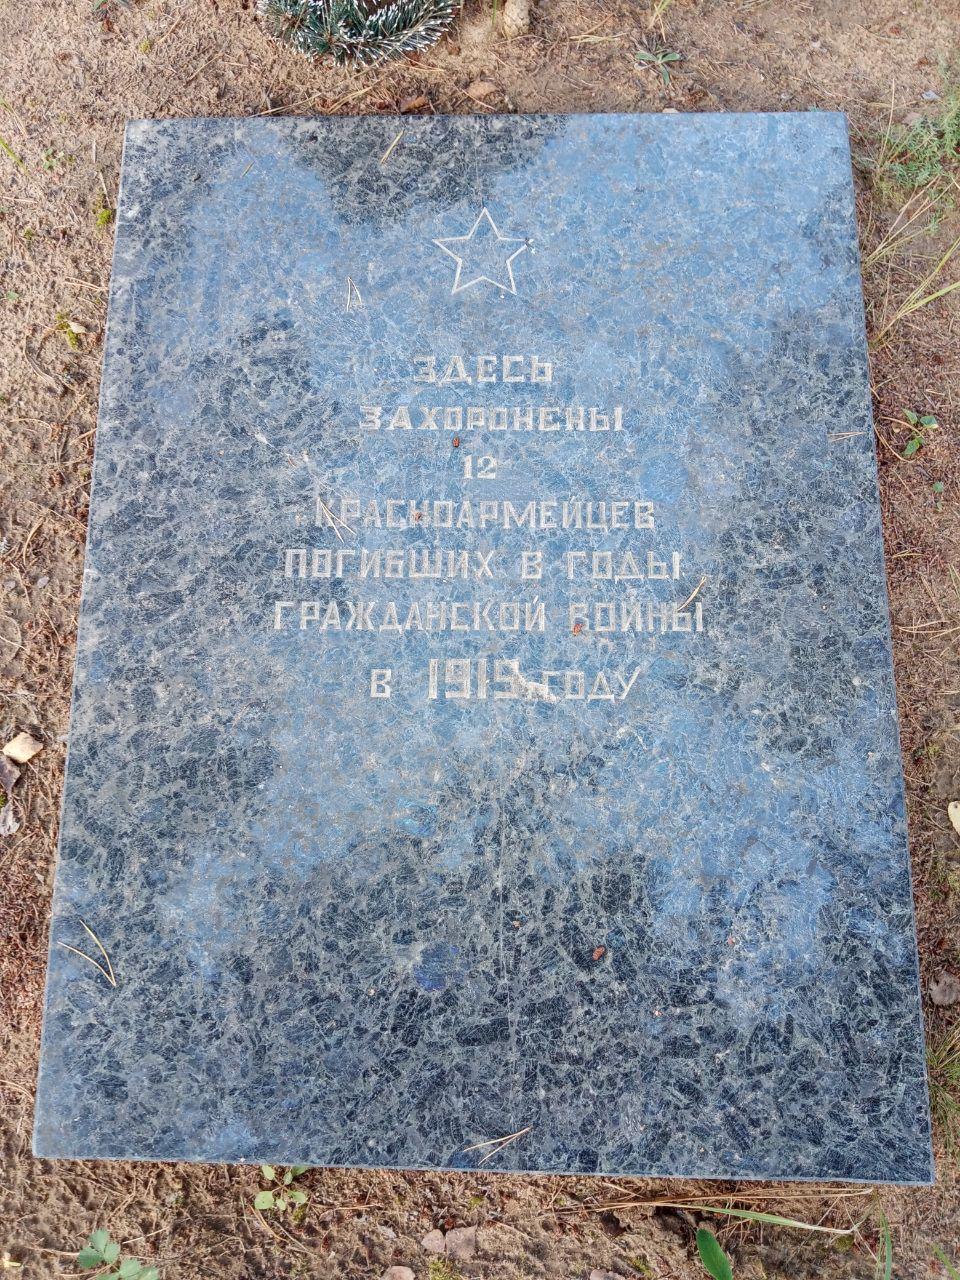 ЗДЕСЬ
ЗАХОРОНЕНЫ
12
КРАСНОАРМЕЙЦЕВ
ПОГИБШИХ В ГОДЫ
ГРАЖДАНСКОЙ ВОЙНЫ
В 1919 ГОДУ